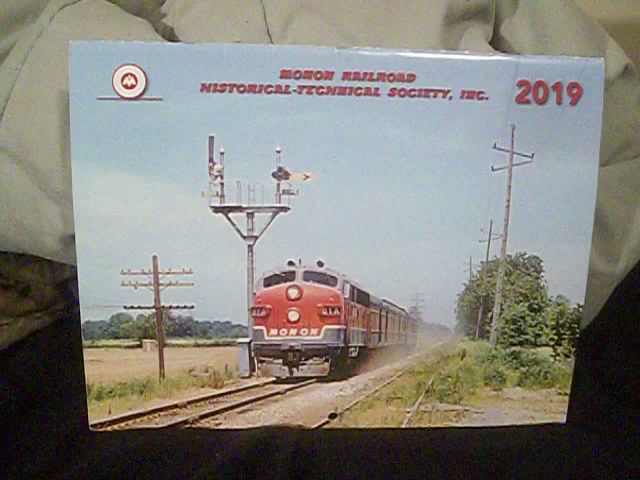 MONON RAILROAD
HISTORICAL-TECHNICAL SOCIETY, INC.
2019
MONON